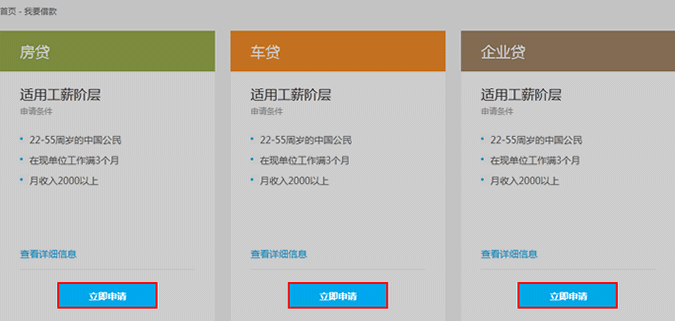 首页 - 我要借款
房贷
适用工薪阶层
申请条件
22-55周岁的中国公民
在现单位工作满3个月
月收入2000以上
查看详细信息
立即申请
车贷
适用工薪阶层
申请条件
22-55周岁的中国公民
在现单位工作满3个月
月收入2000以上
查看详细信息
立即申请
企业贷
适用工薪阶层
申请条件
22-55周岁的中国公民
在现单位工作满3个月
月收入2000以上
查看详细信息
立即申请